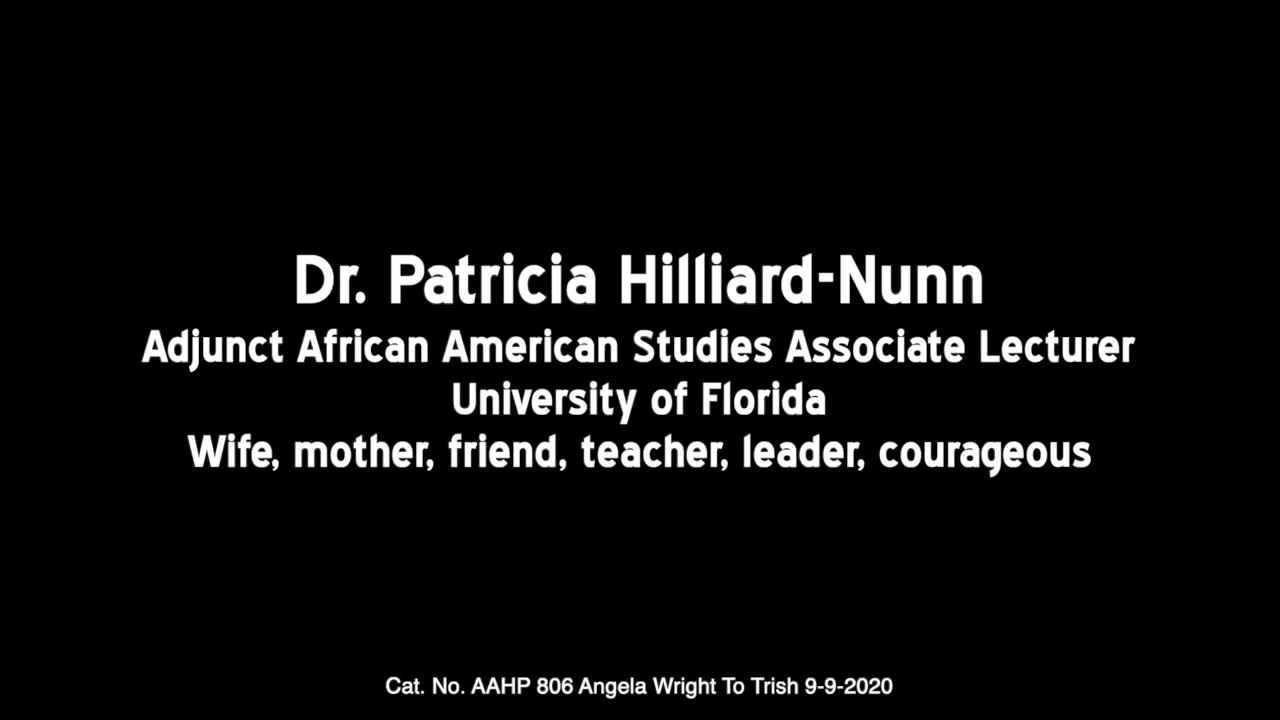 Dr. Patricia Hilliard-Nunn
Adjunct African American Studies Associate Lecturer
University of Florida
Wife, mother, friend, teacher, leader, courageous
Cat. No. AAHP 806 Angela Wright To Trish 9-9-2020